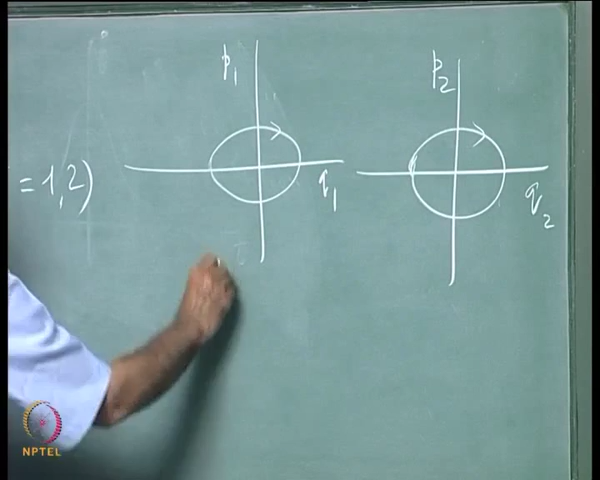 p₁ p₂
= 1, 2)
q₁ q₂
NPTEL